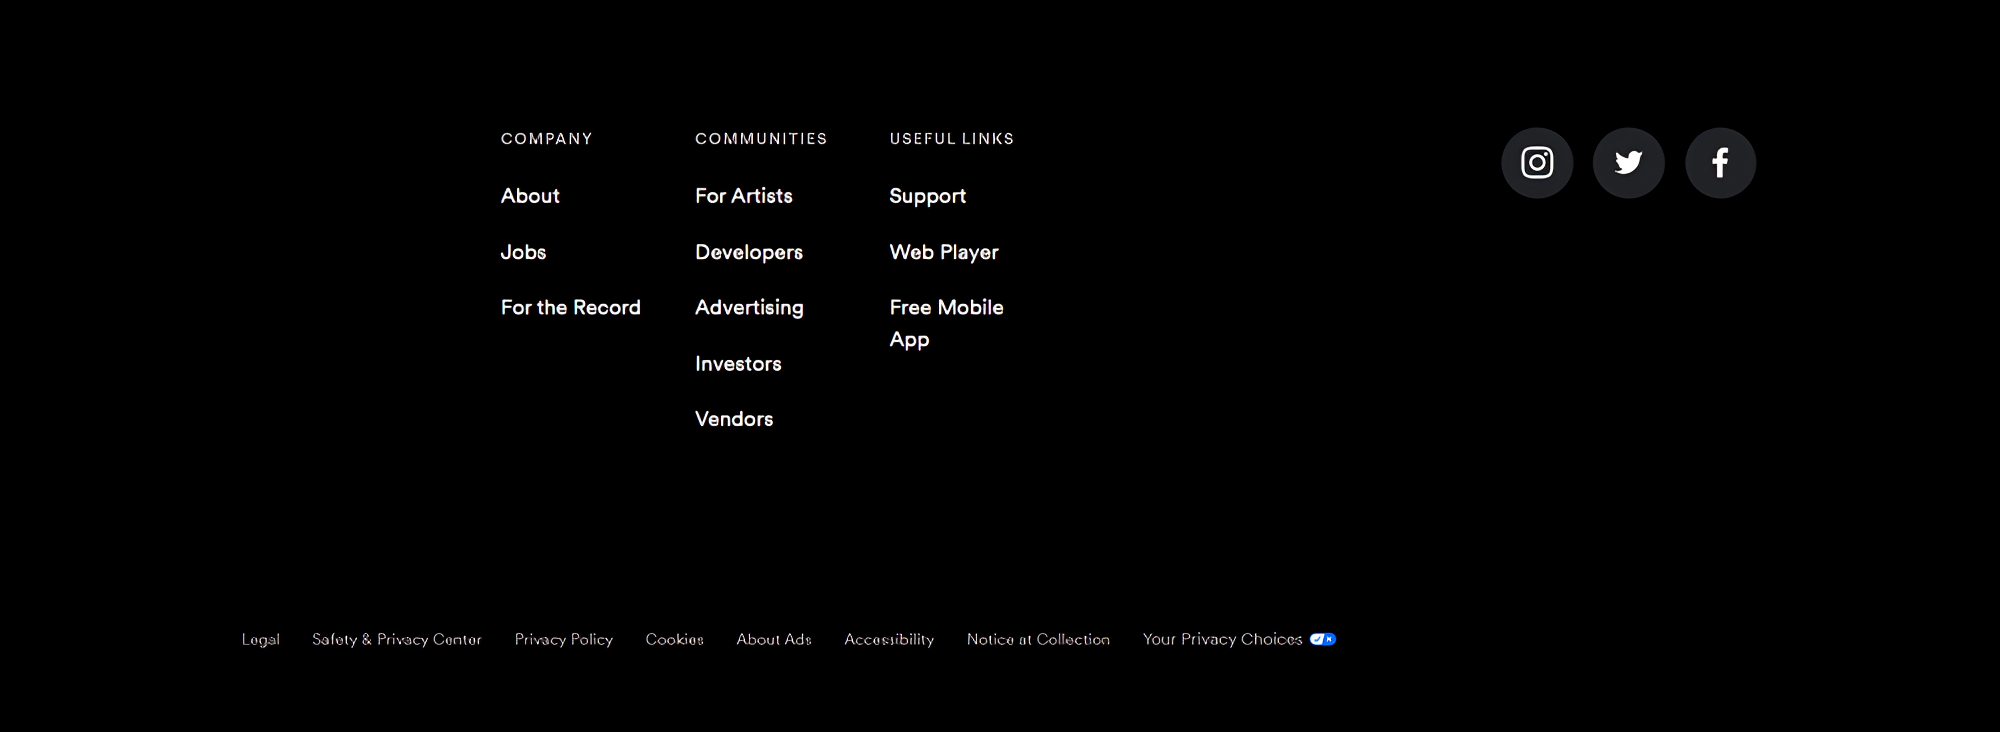 COMPANY
About
Jobs
For the Record
COMMUNITIES
For Artists
Developers
Advertising
Investors
Vendors
USEFUL LINKS
Support
Web Player
Free Mobile
App
Legal Safety & Privacy Center Privacy Policy Cookies About Ads Accessibility Notice at Collection Your Privacy Choices